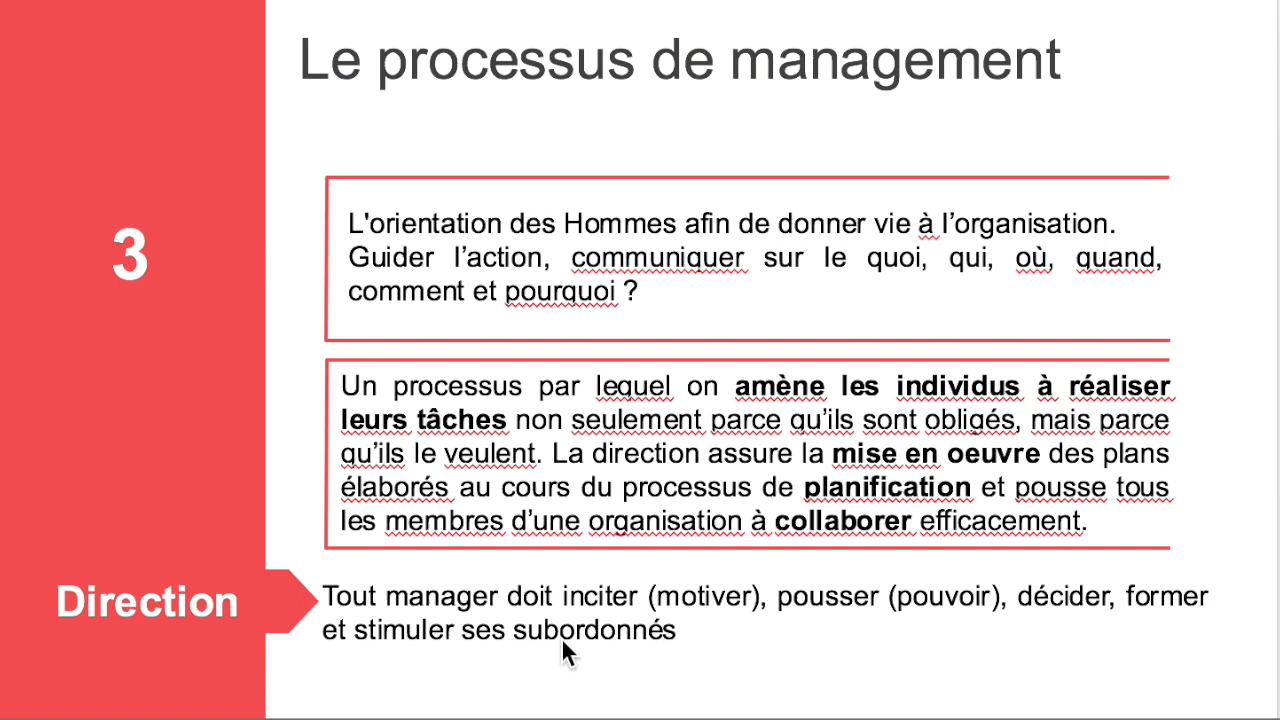 Le processus de management
3
L'orientation des Hommes afin de donner vie à l’organisation.
Guider l’action, communiquer sur le quoi, qui, où, quand,
comment et pourquoi ?
Un processus par lequel on amène les individus à réaliser
leurs tâches non seulement parce qu’ils sont obligés, mais parce
qu’ils le veulent. La direction assure la mise en oeuvre des plans
élaborés au cours du processus de planification et pousse tous
les membres d’une organisation à collaborer efficacement.
Direction
Tout manager doit inciter (motiver), pousser (pouvoir), décider, former
et stimuler ses subordonnés